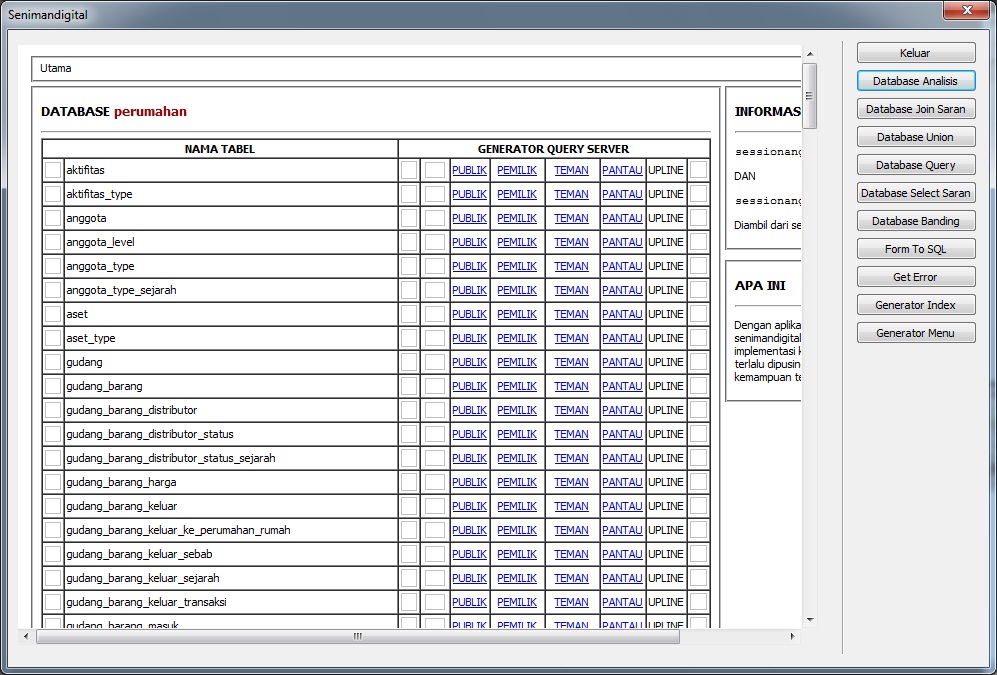 Senimandigital
Utama
DATABASE perumahan
NAMA TABEL GENERATOR QUERY SERVER
aktifitas PUBLIK PEMILIK TEMAN PANTAU UPLINE
aktifitas_type PUBLIK PEMILIK TEMAN PANTAU UPLINE
anggota PUBLIK PEMILIK TEMAN PANTAU UPLINE
anggota_level PUBLIK PEMILIK TEMAN PANTAU UPLINE
anggota_type PUBLIK PEMILIK TEMAN PANTAU UPLINE
anggota_type_sejarah PUBLIK PEMILIK TEMAN PANTAU UPLINE
aset PUBLIK PEMILIK TEMAN PANTAU UPLINE
aset_type PUBLIK PEMILIK TEMAN PANTAU UPLINE
gudang PUBLIK PEMILIK TEMAN PANTAU UPLINE
gudang_barang PUBLIK PEMILIK TEMAN PANTAU UPLINE
gudang_barang_distributor PUBLIK PEMILIK TEMAN PANTAU UPLINE
gudang_barang_distributor_status PUBLIK PEMILIK TEMAN PANTAU UPLINE
gudang_barang_distributor_status_sejarah PUBLIK PEMILIK TEMAN PANTAU UPLINE
gudang_barang_harga PUBLIK PEMILIK TEMAN PANTAU UPLINE
gudang_barang_keluar PUBLIK PEMILIK TEMAN PANTAU UPLINE
gudang_barang_keluar_ke_perumahan_rumah PUBLIK PEMILIK TEMAN PANTAU UPLINE
gudang_barang_keluar_sebab PUBLIK PEMILIK TEMAN PANTAU UPLINE
gudang_barang_keluar_sejarah PUBLIK PEMILIK TEMAN PANTAU UPLINE
gudang_barang_keluar_transaksi PUBLIK PEMILIK TEMAN PANTAU UPLINE
gudang_barang_masuk PUBLIK PEMILIK TEMAN PANTAU UPLINE
INFORMAS
sessionang
DAN
sessionang
Diambil dari se
APA INI
Dengan aplika
senimandigital
implementasi k
terlalu dipusin
kemampuan te
Keluar
Database Analisis
Database Join Saran
Database Union
Database Query
Database Select Saran
Database Banding
Form To SQL
Get Error
Generator Index
Generator Menu